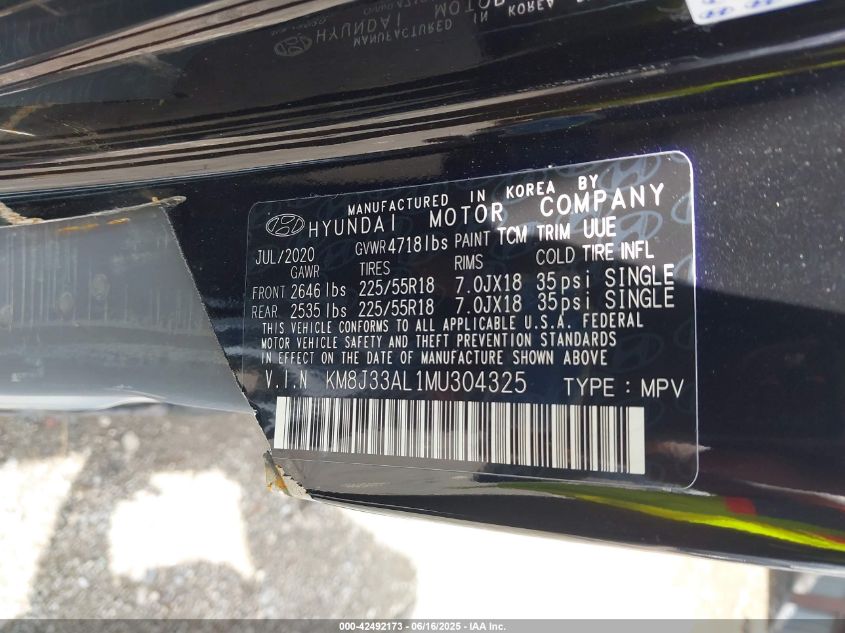 MANUFACTURED IN KOREA BY
HYUNDAI MOTOR COMPANY
JUL/2020 GVWR 4718lbs PAINT TCM TRIM UUE
GAWR TIRES RIMS COLD TIRE INFL
FRONT 2646 lbs 225/55R18 7.0JX18 35psi SINGLE
REAR 2535 lbs 225/55R18 7.0JX18 35psi SINGLE
THIS VEHICLE CONFORMS TO ALL APPLICABLE U.S.A. FEDERAL
MOTOR VEHICLE SAFETY AND THEFT PREVENTION STANDARDS
IN EFFECT ON THE DATE OF MANUFACTURE SHOWN ABOVE
V.I.N KM8J33AL1MU304325 TYPE : MPV
000-42492173 - 06/16/2025 - IAA Inc.